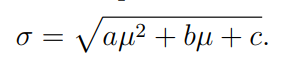 σ = √(aμ² + bμ + c).